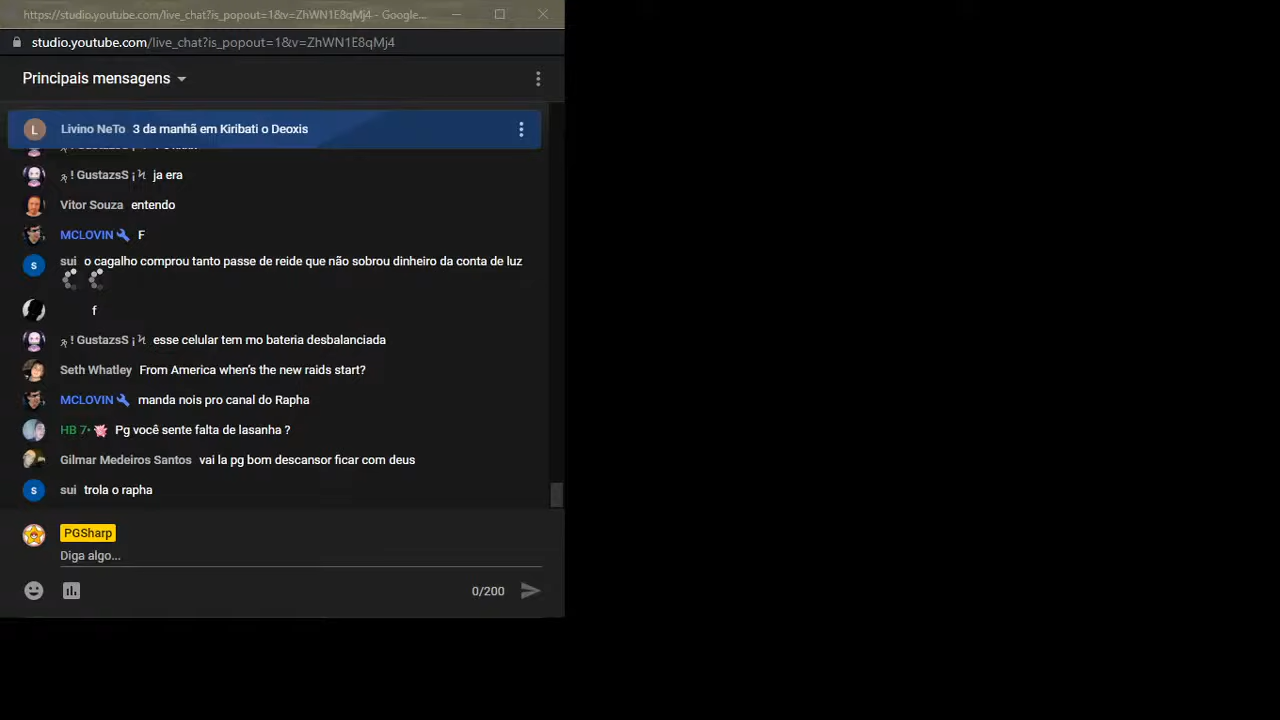 https://studio.youtube.com/live_chat?is_popout=1&v=ZhWN1E8qMj4 - Google...
studio.youtube.com/live_chat?is_popout=1&v=ZhWN1E8qMj4
Principais mensagens
L Livino NeTo 3 da manhã em Kiribati o Deoxis
! GustazsS ¡ ja era
Vitor Souza entendo
MCLOVIN F
sui o cagalho comprou tanto passe de reide que não sobrou dinheiro da conta de luz
S
f
! GustazsS ¡ esse celular tem mo bateria desbalanciada
Seth Whatley From America when's the new raids start?
MCLOVIN manda nois pro canal do Rapha
HB 7• Pg você sente falta de lasanha ?
Gilmar Medeiros Santos vai la pg bom descansor ficar com deus
S sui trola o rapha
PGSharp
Diga algo...
0/200